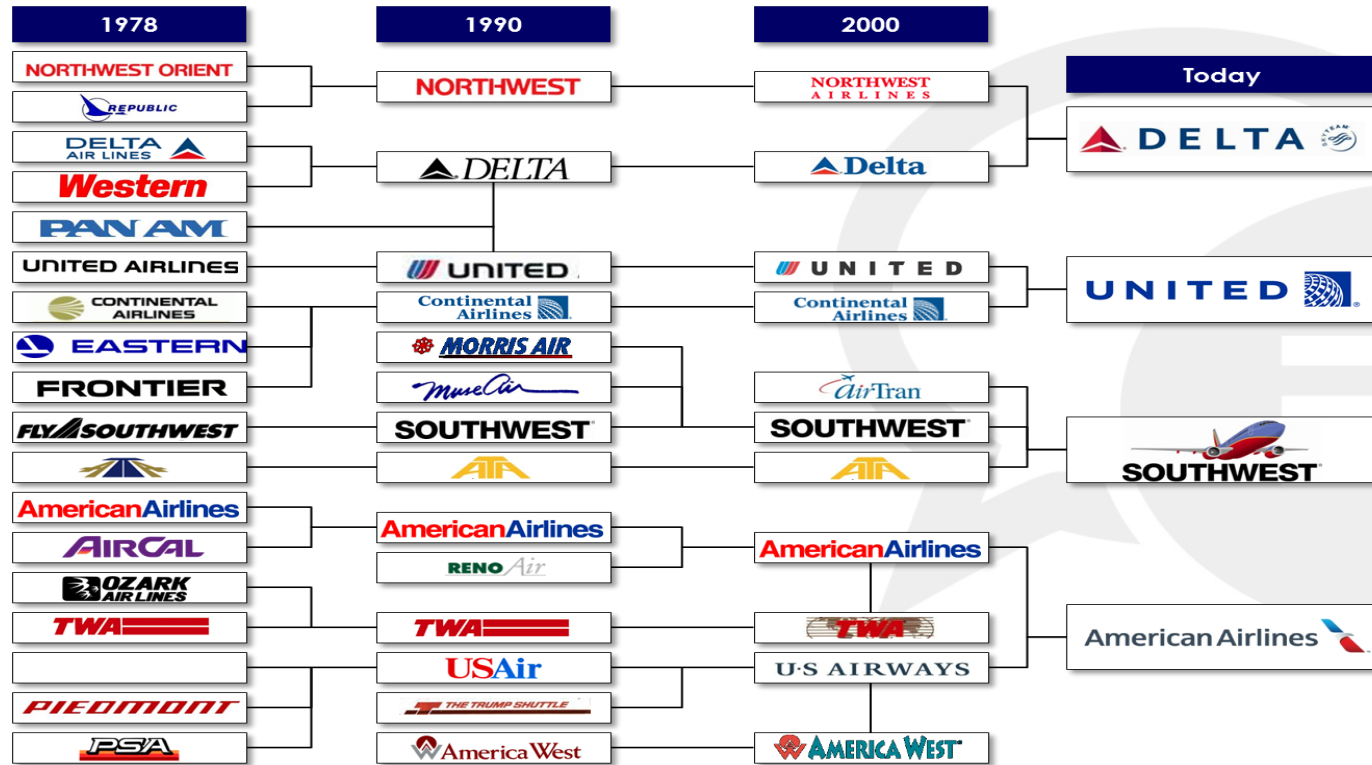 1978
NORTHWEST ORIENT
REPUBLIC
DELTA
AIR LINES
Western
PAN AM
UNITED AIRLINES
CONTINENTAL
AIRLINES
EASTERN
FRONTIER
FLY SOUTHWEST
AmericanAirlines
AIRCAL
OZARK
AIR LINES
TWA
PIEDMONT
PSA
1990
NORTHWEST
DELTA
UNITED
Continental
Airlines
MORRIS AIR
MuseAir
SOUTHWEST
ATA
AmericanAirlines
RENO Air
TWA
USAir
THE TRUMP SHUTTLE
America West
2000
NORTHWEST
AIRLINES
Delta
UNITED
Continental
Airlines
airTran
SOUTHWEST
ATA
AmericanAirlines
TWA
U·S AIRWAYS
AMERICA WEST
Today
DELTA SKYTEAM
UNITED
SOUTHWEST
American Airlines